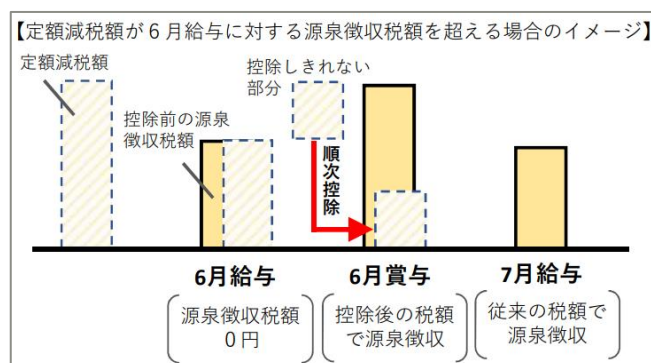 【定額減税額が６月給与に対する源泉徴収税額を超える場合のイメージ】
定額減税額
控除しきれない
部分
控除前の源泉
徴収税額
順次控除
6月給与
6月賞与
7月給与
源泉徴収税額
０円
控除後の税額
で源泉徴収
従来の税額で
源泉徴収